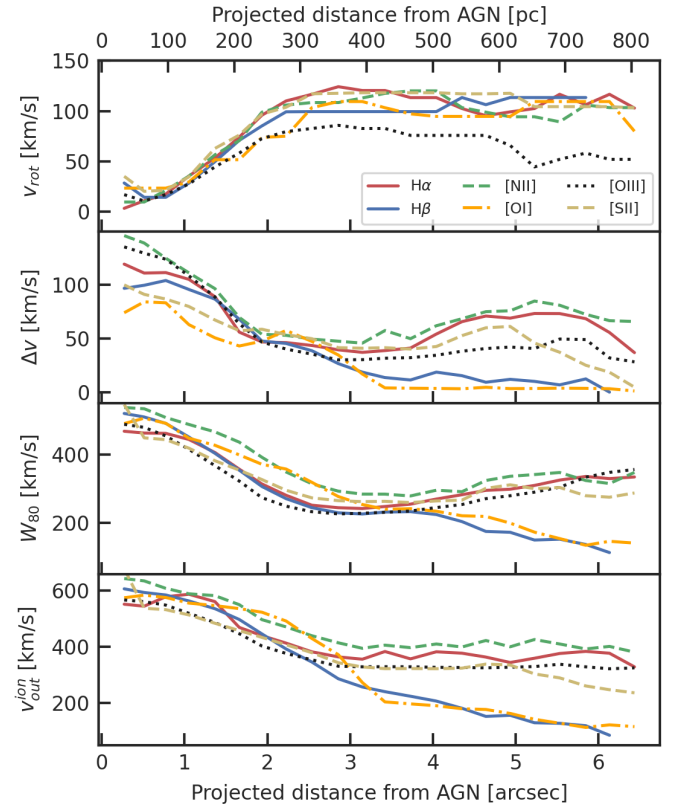 Projected distance from AGN [pc]
0 100 200 300 400 500 600 700 800
150
100
50
0
v_rot [km/s]
Hα [NII] [OIII]
Hβ [OI] [SII]
100
50
0
Δv [km/s]
400
200
W_80 [km/s]
600
400
200
v_out^ion [km/s]
0 1 2 3 4 5 6
Projected distance from AGN [arcsec]